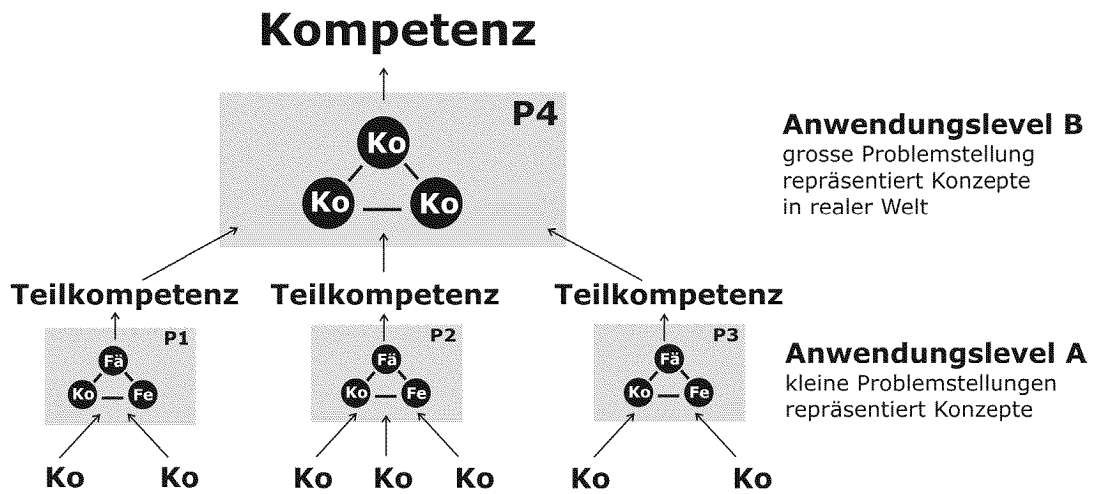 Kompetenz
P4
Ko
Ko Ko
Anwendungslevel B
grosse Problemstellung
repräsentiert Konzepte
in realer Welt
Teilkompetenz Teilkompetenz Teilkompetenz
P1
Fä
Ko Fe
P2
Fä
Ko Fe
P3
Fä
Ko Fe
Anwendungslevel A
kleine Problemstellungen
repräsentiert Konzepte
Ko Ko Ko Ko Ko Ko Ko